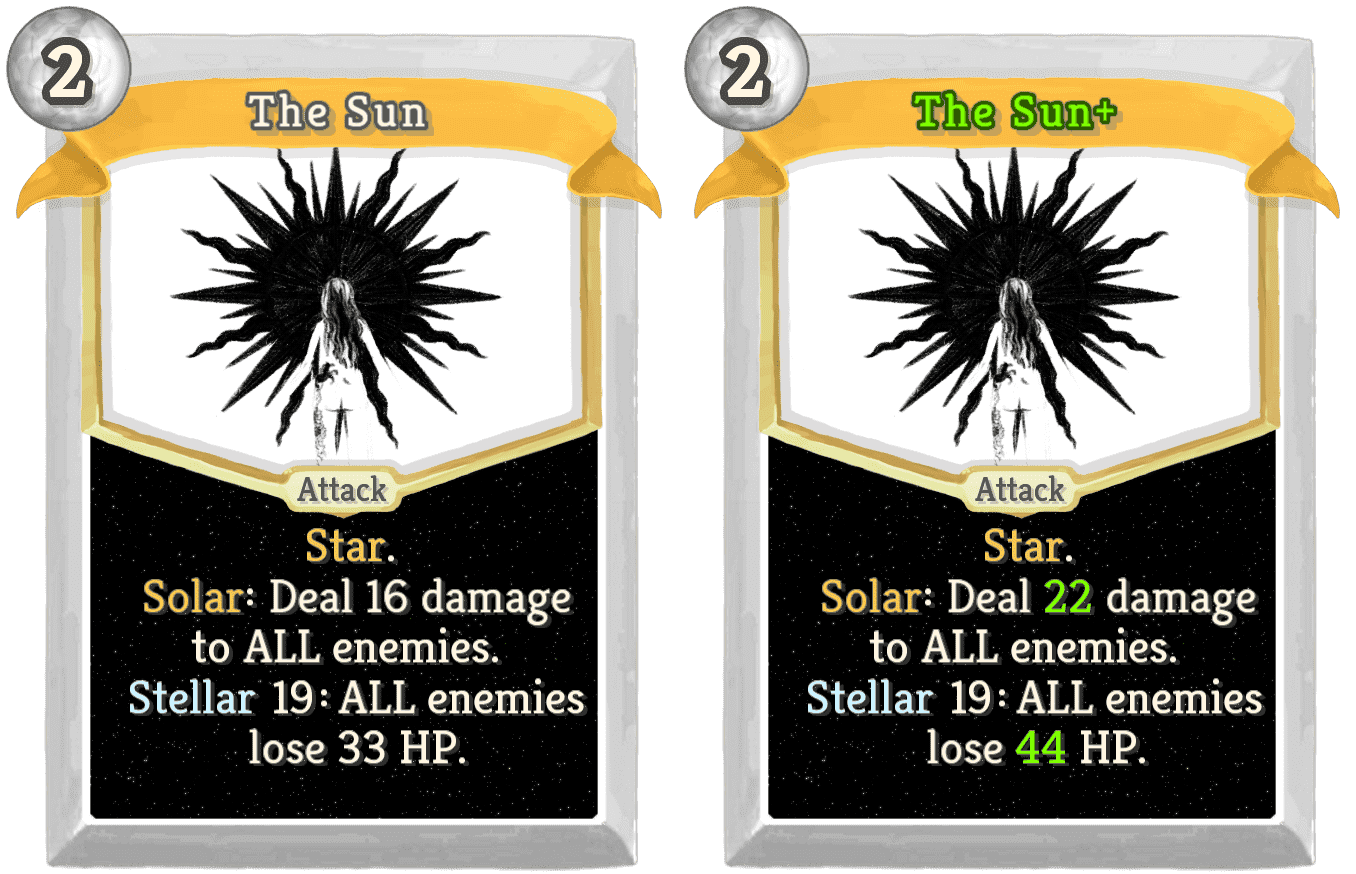 2
The Sun
Attack
Star.
Solar: Deal 16 damage
to ALL enemies.
Stellar 19: ALL enemies
lose 33 HP.
2
The Sun+
Attack
Star.
Solar: Deal 22 damage
to ALL enemies.
Stellar 19: ALL enemies
lose 44 HP.